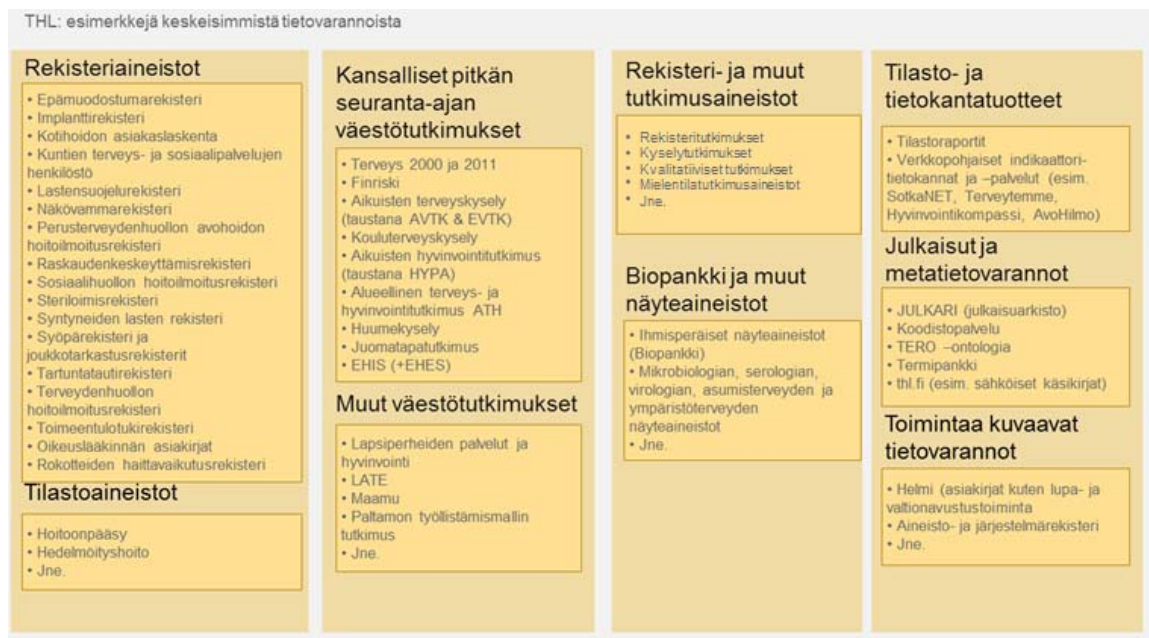 THL: esimerkkejä keskeisimmistä tietovarannoista
Rekisteriaineistot
• Epämuodostumarekisteri
• Implanttirekisteri
• Kotihoidon asiakaslaskenta
• Kuntien terveys- ja sosiaalipalvelujen
henkilöstö
• Lastensuojelurekisteri
• Näkövammarekisteri
• Perusterveydenhuollon avohoidon
hoitoilmoitusrekisteri
• Raskaudenkeskeyttämisrekisteri
• Sosiaalihuollon hoitoilmoitusrekisteri
• Steriloimisrekisteri
• Syntyneiden lasten rekisteri
• Syöpärekisteri ja
joukkotarkastusrekisterit
• Tartuntatautirekisteri
• Terveydenhuollon
hoitoilmoitusrekisteri
• Toimeentulotukirekisteri
• Oikeuslääkinnän asiakirjat
• Rokotteiden haittavaikutusrekisteri
Tilastoaineistot
• Hoitoonpääsy
• Hedelmöityshoito
• Jne.
Kansalliset pitkän
seuranta-ajan
väestötutkimukset
• Terveys 2000 ja 2011
• Finriski
• Aikuisten terveyskysely
(taustana AVTK & EVTK)
• Kouluterveyskysely
• Aikuisten hyvinvointitutkimus
(taustana HYPA)
• Alueellinen terveys- ja
hyvinvointitutkimus ATH
• Huumekysely
• Juomatapatutkimus
• EHIS (+EHES)
Muut väestötutkimukset
• Lapsiperheiden palvelut ja
hyvinvointi
• LATE
• Maamu
• Paltamon työllistämismallin
tutkimus
• Jne.
Rekisteri- ja muut
tutkimusaineistot
• Rekisteritutkimukset
• Kyselytutkimukset
• Kvalitatiiviset tutkimukset
• Mielentilatutkimusaineistot
• Jne.
Biopankki ja muut
näyteaineistot
• Ihmisperäiset näyteaineistot
(Biopankki)
• Mikrobiologian, serologian,
virologian, asumisterveyden ja
ympäristöterveyden
näyteaineistot
• Jne.
Tilasto- ja
tietokantatuotteet
• Tilastoraportit
• Verkkopohjaiset indikaattori-
tietokannat ja –palvelut (esim.
SotkaNET, Terveytemme,
Hyvinvointikompassi, AvoHilmo)
Julkaisut ja
metatietovarannot
• JULKARI (julkaisuarkisto)
• Koodistopalvelu
• TERO –ontologia
• Termipankki
• thl.fi (esim. sähköiset käsikirjat)
Toimintaa kuvaavat
tietovarannot
• Helmi (asiakirjat kuten lupa- ja
valtionavustustoiminta
• Aineisto- ja järjestelmärekisteri
• Jne.